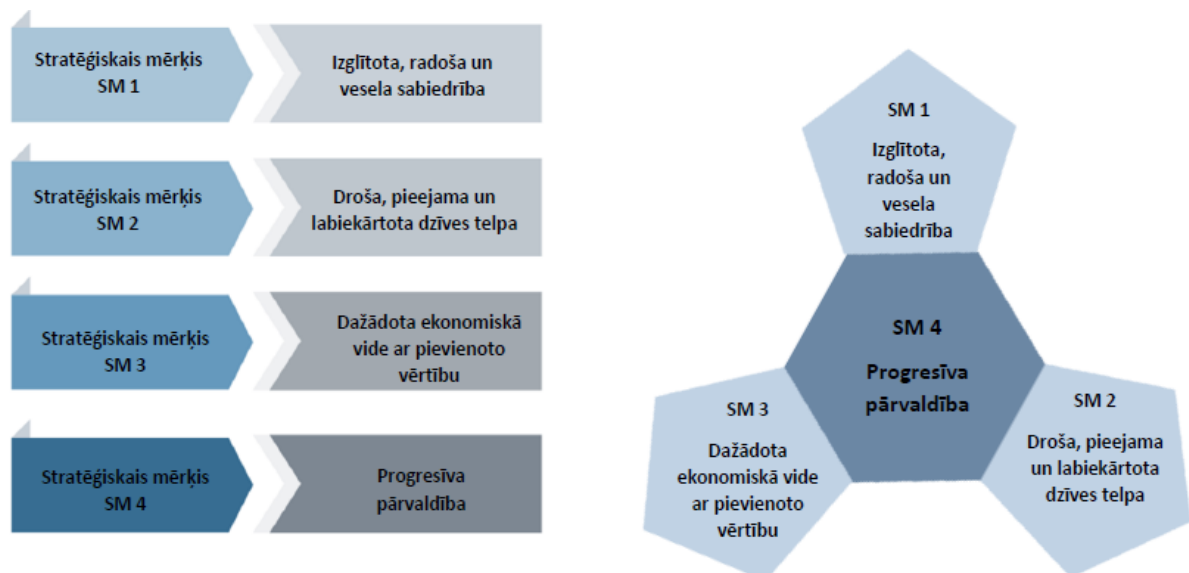 Stratēģiskais mērķis
SM 1
Izglītota, radoša un
vesela sabiedrība
Stratēģiskais mērķis
SM 2
Droša, pieejama un
labiekārtota dzīves telpa
Stratēģiskais mērķis
SM 3
Dažādota ekonomiskā
vide ar pievienoto
vērtību
Stratēģiskais mērķis
SM 4
Progresīva
pārvaldība
SM 1
Izglītota,
radoša un
vesela
sabiedrība
SM 4
Progresīva
pārvaldība
SM 3
Dažādota
ekonomiskā vide
ar pievienoto
vērtību
SM 2
Droša, pieejama
un labiekārtota
dzīves telpa